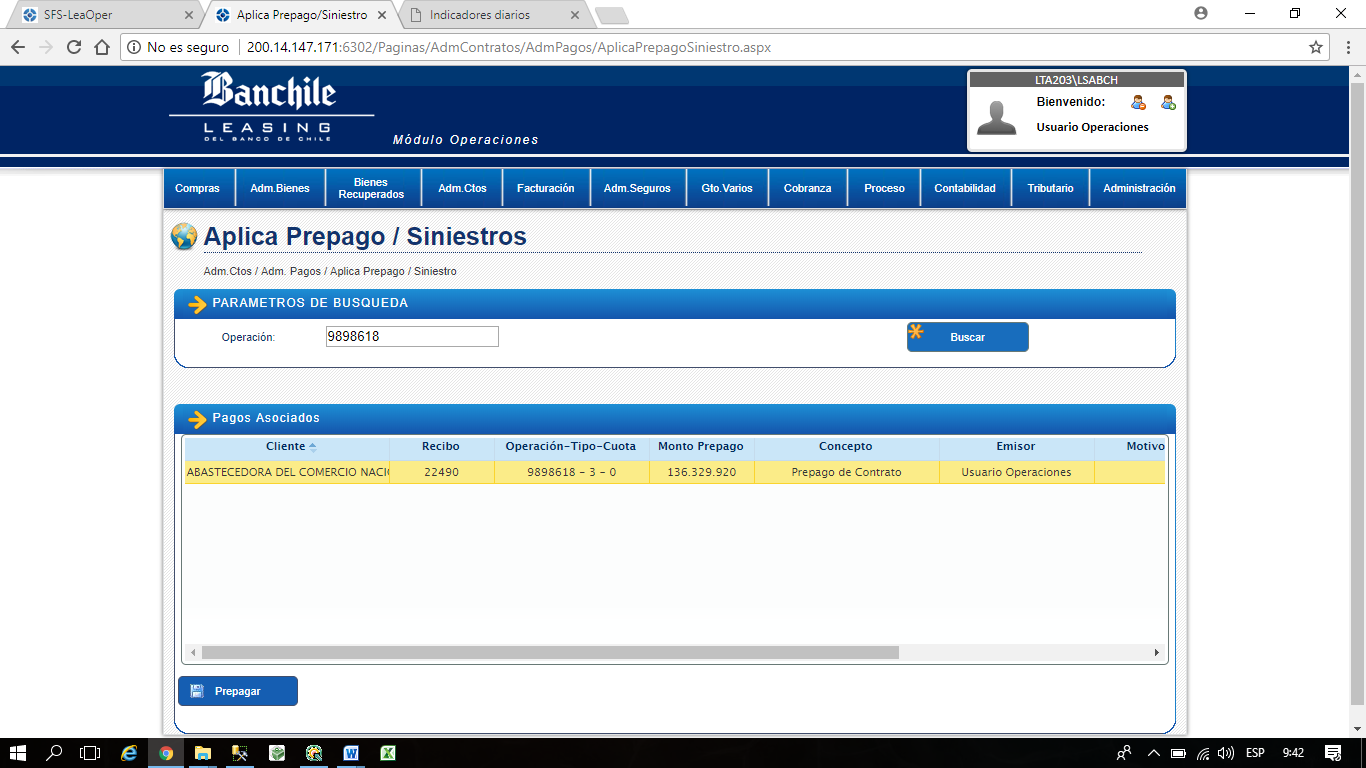 SFS-LeaOper
Aplica Prepago/Siniestro
Indicadores diarios
No es seguro 200.14.147.171:6302/Paginas/AdmContratos/AdmPagos/AplicaPrepagoSiniestro.aspx
Banchile
LEASING
DEL BANCO DE CHILE
Módulo Operaciones
LTA203\LSABCH
Bienvenido:
Usuario Operaciones
Compras Adm.Bienes Bienes Recuperados Adm.Ctos Facturación Adm.Seguros Gto.Varios Cobranza Proceso Contabilidad Tributario Administración
Aplica Prepago / Siniestros
Adm.Ctos / Adm. Pagos / Aplica Prepago / Siniestro
PARAMETROS DE BUSQUEDA
Operación: 9898618 Buscar
Pagos Asociados
Cliente Recibo Operación-Tipo-Cuota Monto Prepago Concepto Emisor Motivo
ABASTECEDORA DEL COMERCIO NACI 22490 9898618 - 3 - 0 136.329.920 Prepago de Contrato Usuario Operaciones
Prepagar
ESP 9:42